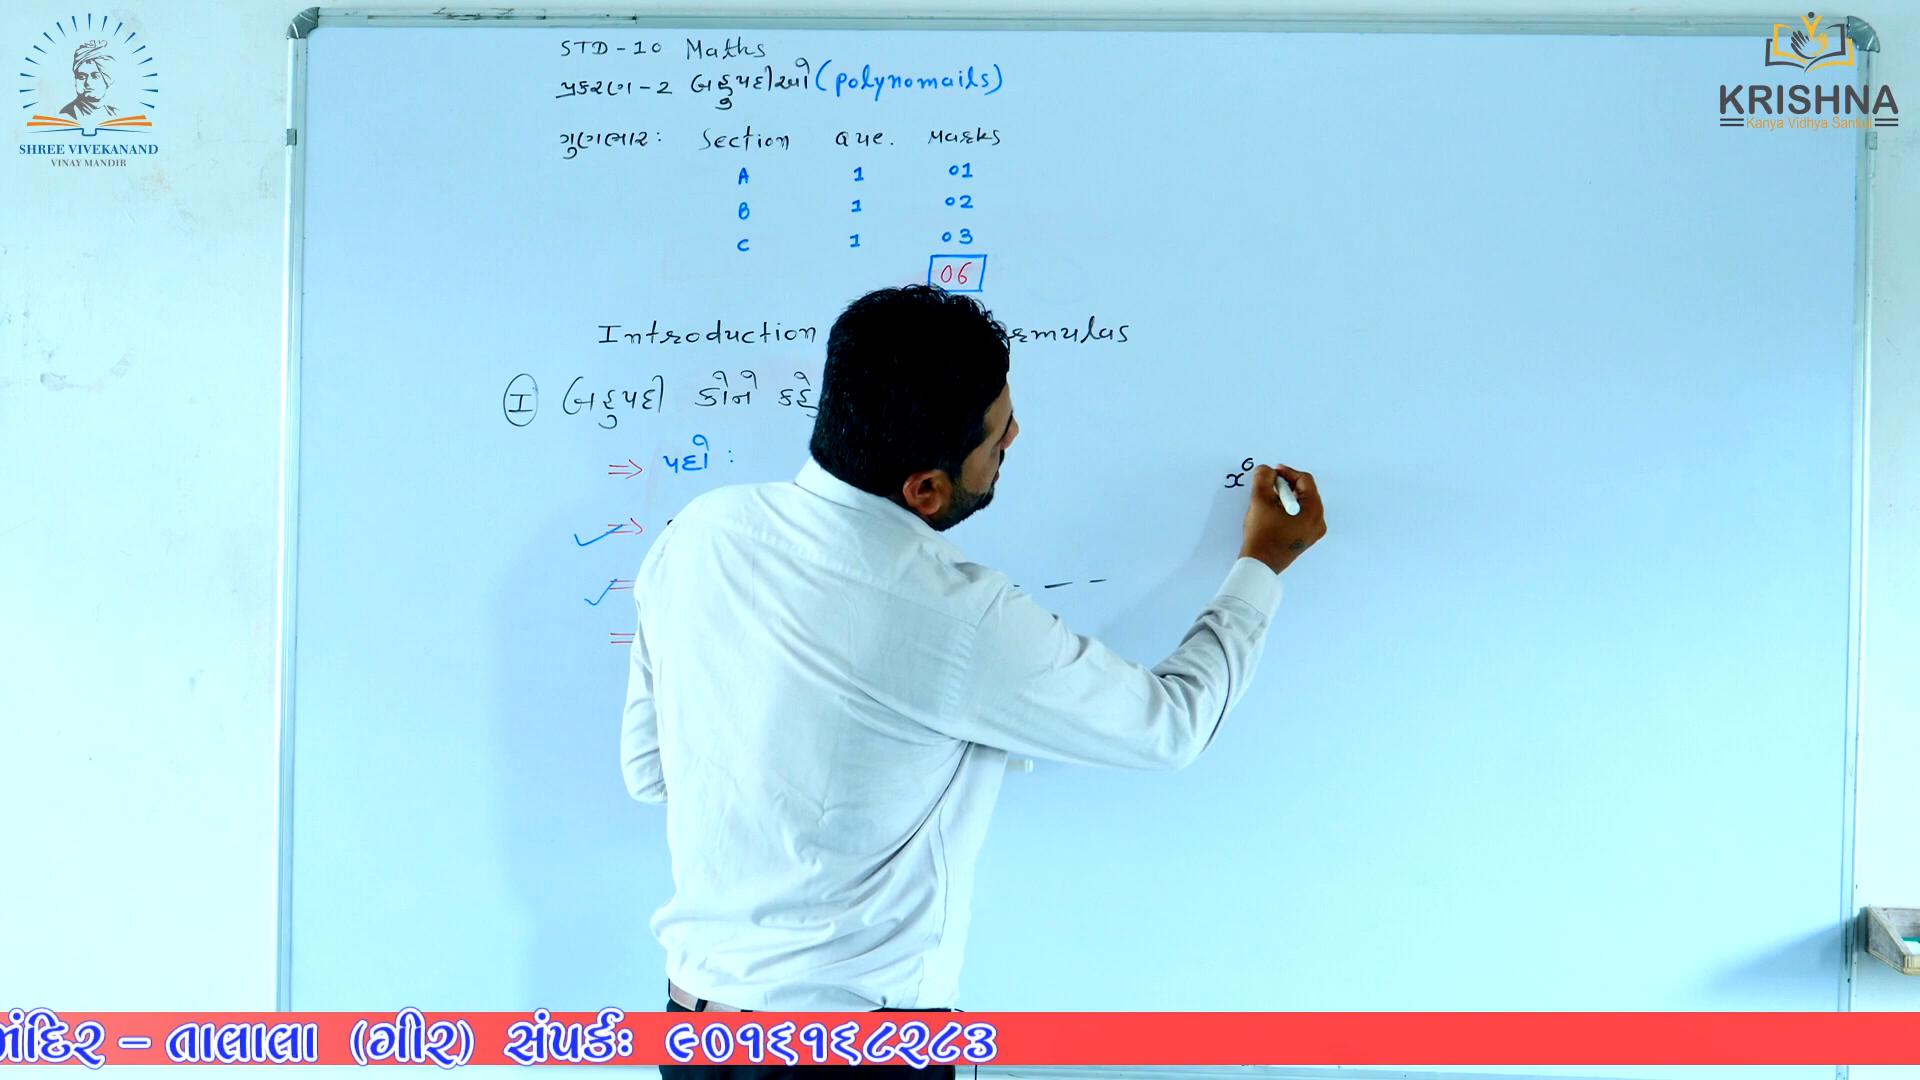 SHREE VIVEKANAND
VINAY MANDIR
KRISHNA
Kanya Vidhya Sankul
STD-10 Maths
પ્રકરણ-2 બહુપદીઓ (polynomails)
ગુણભાર: Section Que. Marks
A 1 01
B 1 02
C 1 03
06
Introduction
I બહુપદી કોને કહે
⇒ પદો :
x⁰
મંદિર – તાલાલા (ગીર) સંપર્કઃ ૯૦૧૬૧૬૮૨૮૩